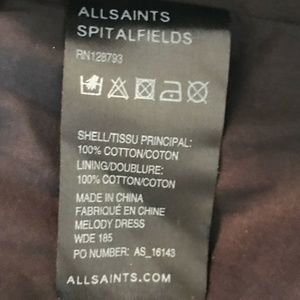 ALLSAINTS
SPITALFIELDS
RN128793
SHELL/TISSU PRINCIPAL:
100% COTTON/COTON
LINING/DOUBLURE:
100% COTTON/COTON
MADE IN CHINA
FABRIQUÉ EN CHINE
MELODY DRESS
WDE 185
PO NUMBER: AS_16143
ALLSAINTS.COM